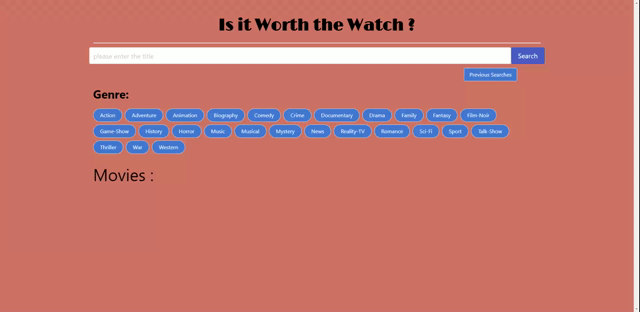 Is it Worth the Watch ?
please enter the title
Search
Previous Searches
Genre:
Action Adventure Animation Biography Comedy Crime Documentary Drama Family Fantasy Film-Noir
Game-Show History Horror Music Musical Mystery News Reality-TV Romance Sci-Fi Sport Talk-Show
Thriller War Western
Movies :